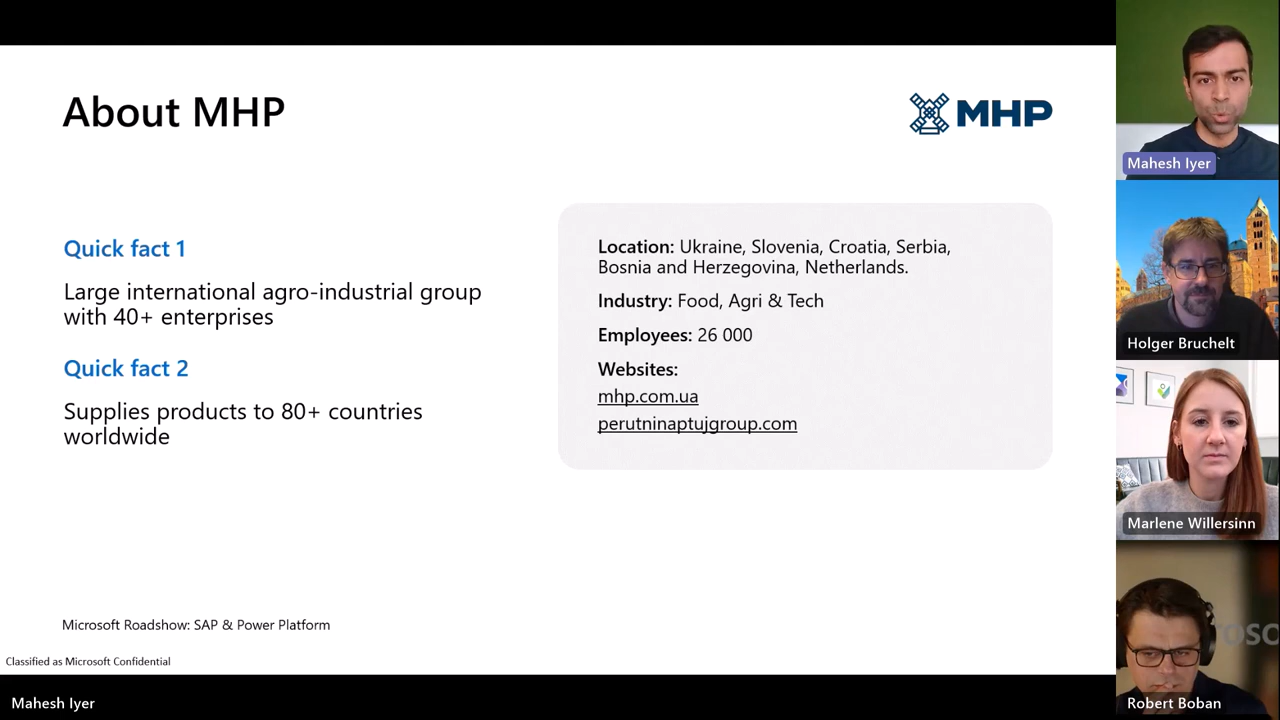 About MHP
MHP
Quick fact 1
Large international agro-industrial group
with 40+ enterprises
Quick fact 2
Supplies products to 80+ countries
worldwide
Location: Ukraine, Slovenia, Croatia, Serbia,
Bosnia and Herzegovina, Netherlands.
Industry: Food, Agri & Tech
Employees: 26 000
Websites:
mhp.com.ua
perutninaptujgroup.com
Microsoft Roadshow: SAP & Power Platform
Classified as Microsoft Confidential
Mahesh Iyer
Mahesh Iyer
Holger Bruchelt
Marlene Willersinn
roso
Robert Boban